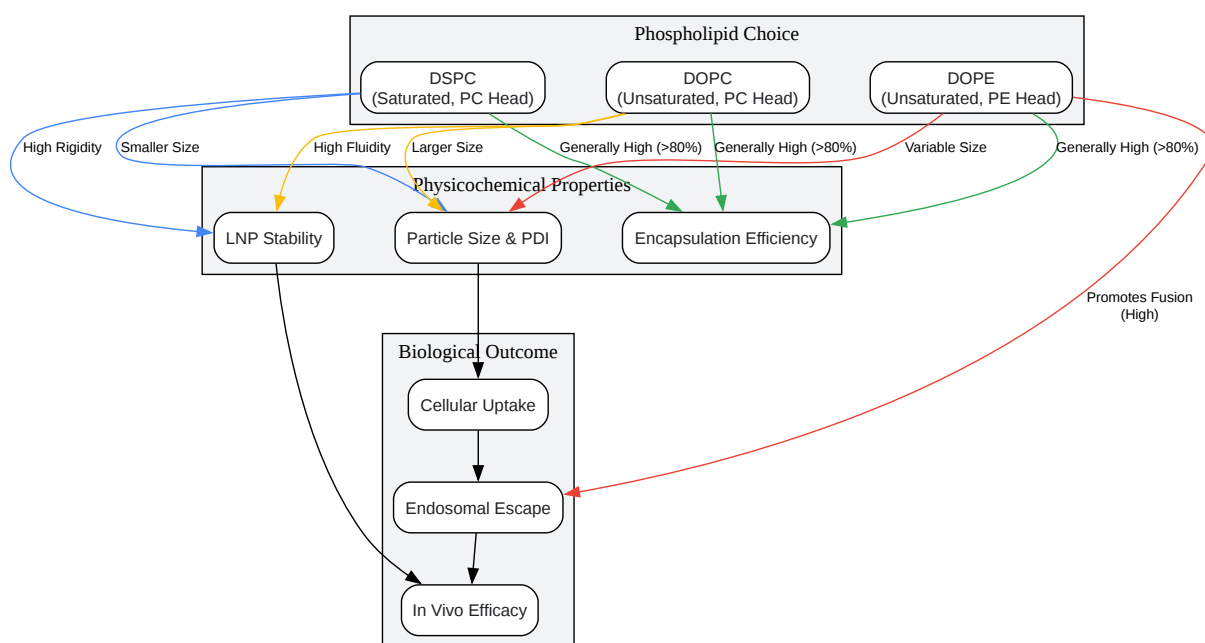 Phospholipid Choice
DSPC
(Saturated, PC Head)
DOPC
(Unsaturated, PC Head)
DOPE
(Unsaturated, PE Head)
High Rigidity
Smaller Size
High Fluidity
Larger Size
Generally High (>80%)
Generally High (>80%)
Variable Size
Generally High (>80%)
Physicochemical Properties
LNP Stability
Particle Size & PDI
Encapsulation Efficiency
Promotes Fusion
(High)
Biological Outcome
Cellular Uptake
Endosomal Escape
In Vivo Efficacy